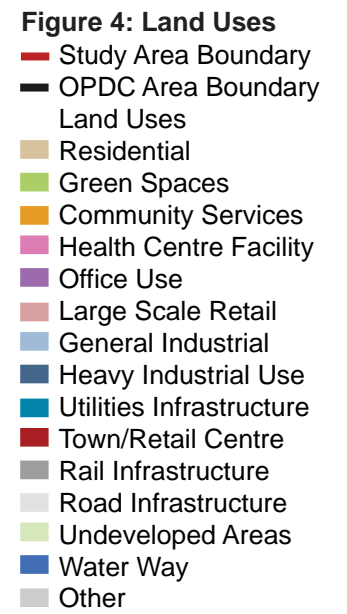 Figure 4: Land Uses
Study Area Boundary
OPDC Area Boundary
Land Uses
Residential
Green Spaces
Community Services
Health Centre Facility
Office Use
Large Scale Retail
General Industrial
Heavy Industrial Use
Utilities Infrastructure
Town/Retail Centre
Rail Infrastructure
Road Infrastructure
Undeveloped Areas
Water Way
Other